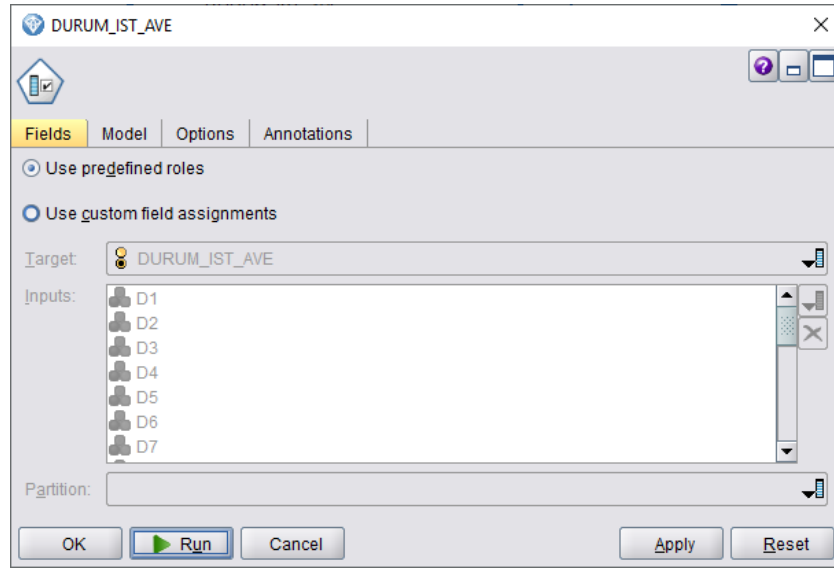 DURUM_IST_AVE
Fields Model Options Annotations
Use predefined roles
Use custom field assignments
Target: DURUM_IST_AVE
Inputs: D1
D2
D3
D4
D5
D6
D7
Partition:
OK Run Cancel Apply Reset